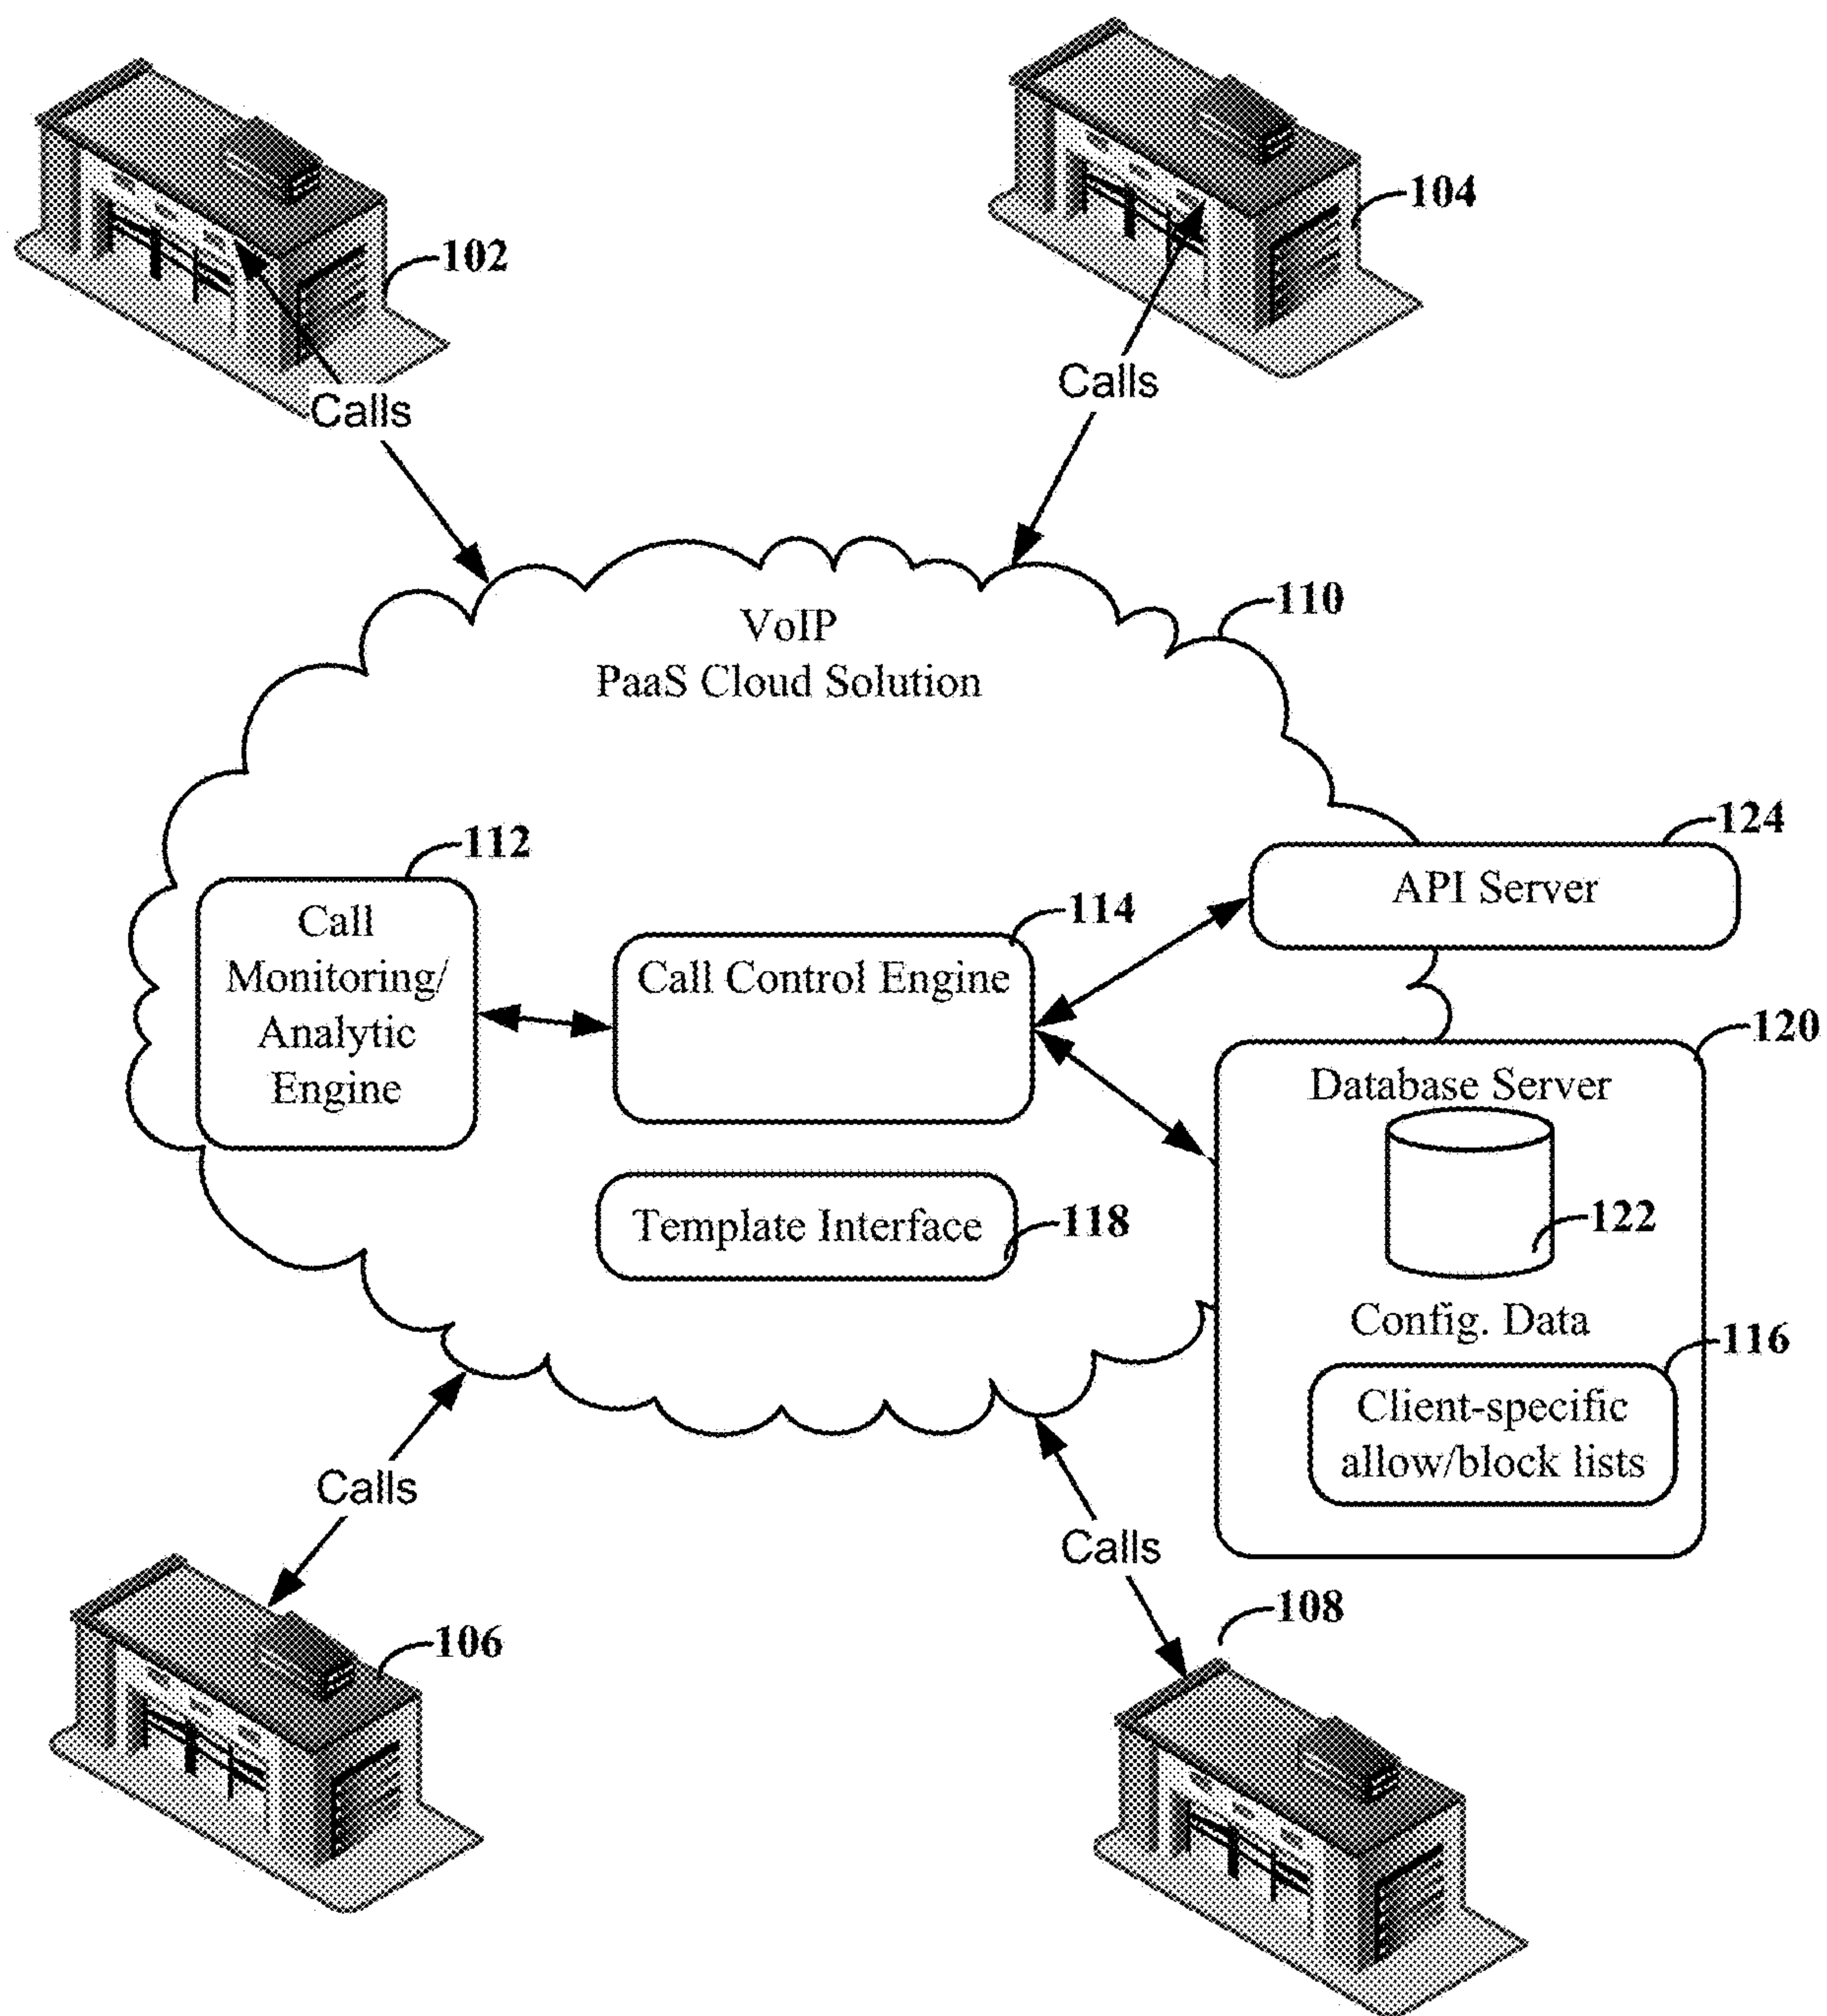 104
102
Calls
Calls
110
VoIP
PaaS Cloud Solution
124
API Server
112
Call
Monitoring/
Analytic
Engine
114
Call Control Engine
120
Database Server
122
Config. Data
Template Interface
118
116
Client-specific
allow/block lists
Calls
Calls
106
108